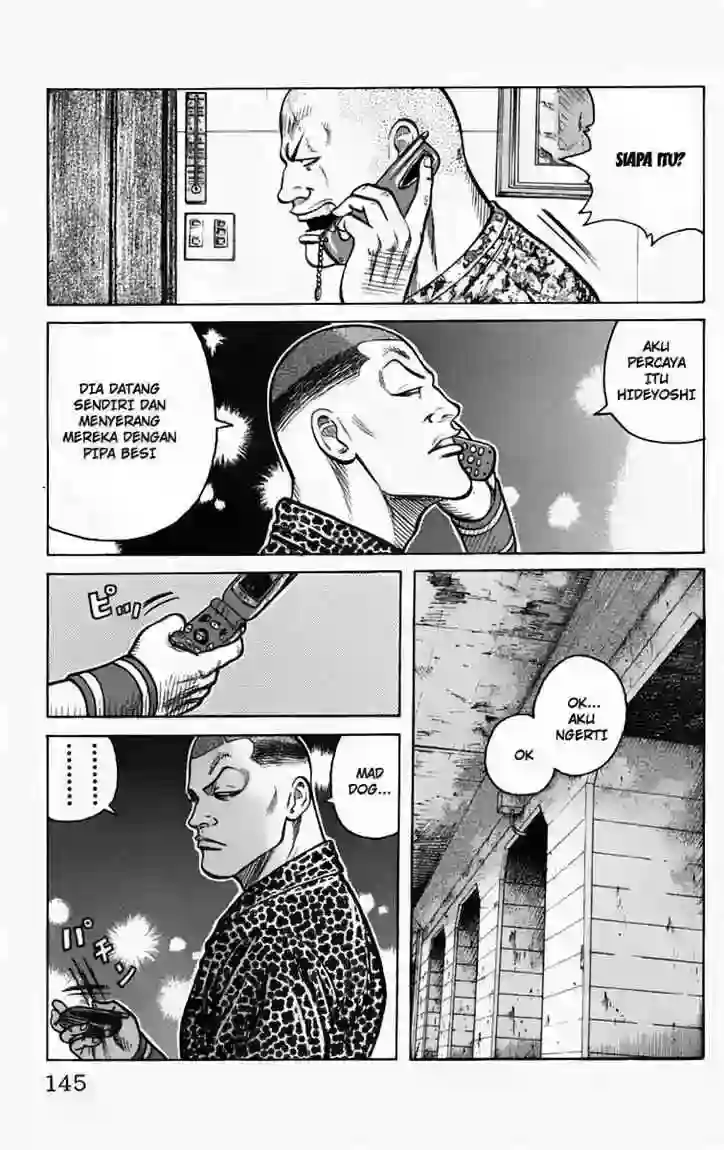 SIAPA ITU?
AKU
PERCAYA
ITU
HIDEYOSHI
DIA DATANG
SENDIRI DAN
MENYERANG
MEREKA DENGAN
PIPA BESI
OK...
AKU
NGERTI
OK
ピッ
MAD
DOG...
パチン
145